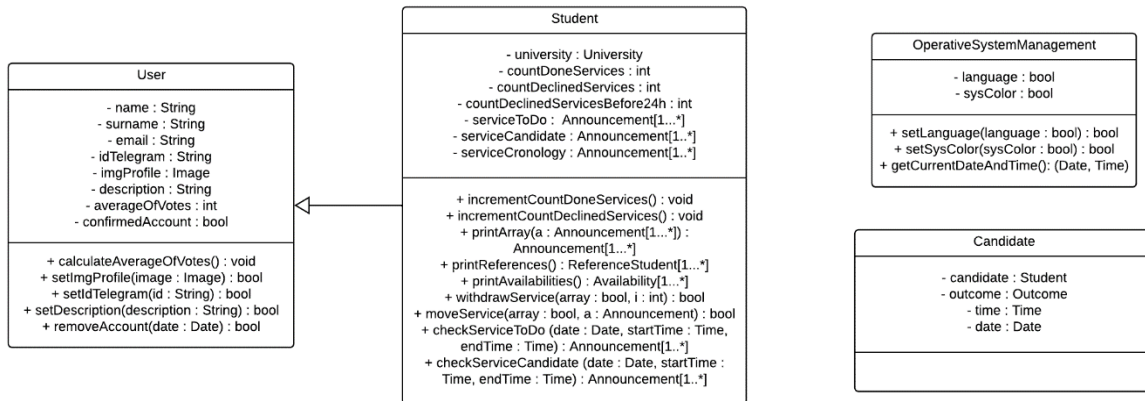 User
- name : String
- surname : String
- email : String
- idTelegram : String
- imgProfile : Image
- description : String
- averageOfVotes : int
- confirmedAccount : bool
+ calculateAverageOfVotes() : void
+ setImgProfile(image : Image) : bool
+ setIdTelegram(id : String) : bool
+ setDescription(description : String) : bool
+ removeAccount(date : Date) : bool
Student
- university : University
- countDoneServices : int
- countDeclinedServices : int
- countDeclinedServicesBefore24h : int
- serviceToDo : Announcement[1...*]
- serviceCandidate : Announcement[1..*]
- serviceCronology : Announcement[1..*]
+ incrementCountDoneServices() : void
+ incrementCountDeclinedServices() : void
+ printArray(a : Announcement[1...*]) :
Announcement[1...*]
+ printReferences() : ReferenceStudent[1...*]
+ printAvailabilities() : Availability[1...*]
+ withdrawService(array : bool, i : int) : bool
+ moveService(array : bool, a : Announcement) : bool
+ checkServiceToDo (date : Date, startTime : Time,
endTime : Time) : Announcement[1...*]
+ checkServiceCandidate (date : Date, startTime :
Time, endTime : Time) : Announcement[1..*]
OperativeSystemManagement
- language : bool
- sysColor : bool
+ setLanguage(language : bool) : bool
+ setSysColor(sysColor : bool) : bool
+ getCurrentDateAndTime(): (Date, Time)
Candidate
- candidate : Student
- outcome : Outcome
- time : Time
- date : Date